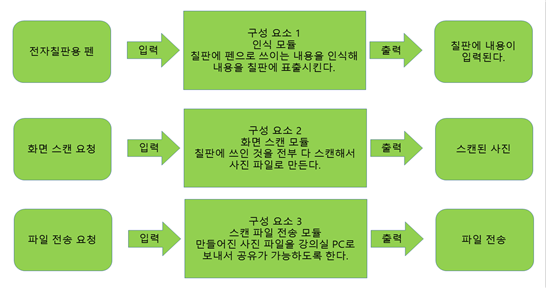 전자칠판용 펜
입력
구성 요소 1
인식 모듈
칠판에 펜으로 쓰이는 내용을 인식해
내용을 칠판에 표출시킨다.
출력
칠판에 내용이
입력된다.
화면 스캔 요청
입력
구성 요소 2
화면 스캔 모듈
칠판에 쓰인 것을 전부 다 스캔해서
사진 파일로 만든다.
출력
스캔된 사진
파일 전송 요청
입력
구성 요소 3
스캔 파일 전송 모듈
만들어진 사진 파일을 강의실 PC로
보내서 공유가 가능하도록 한다.
출력
파일 전송